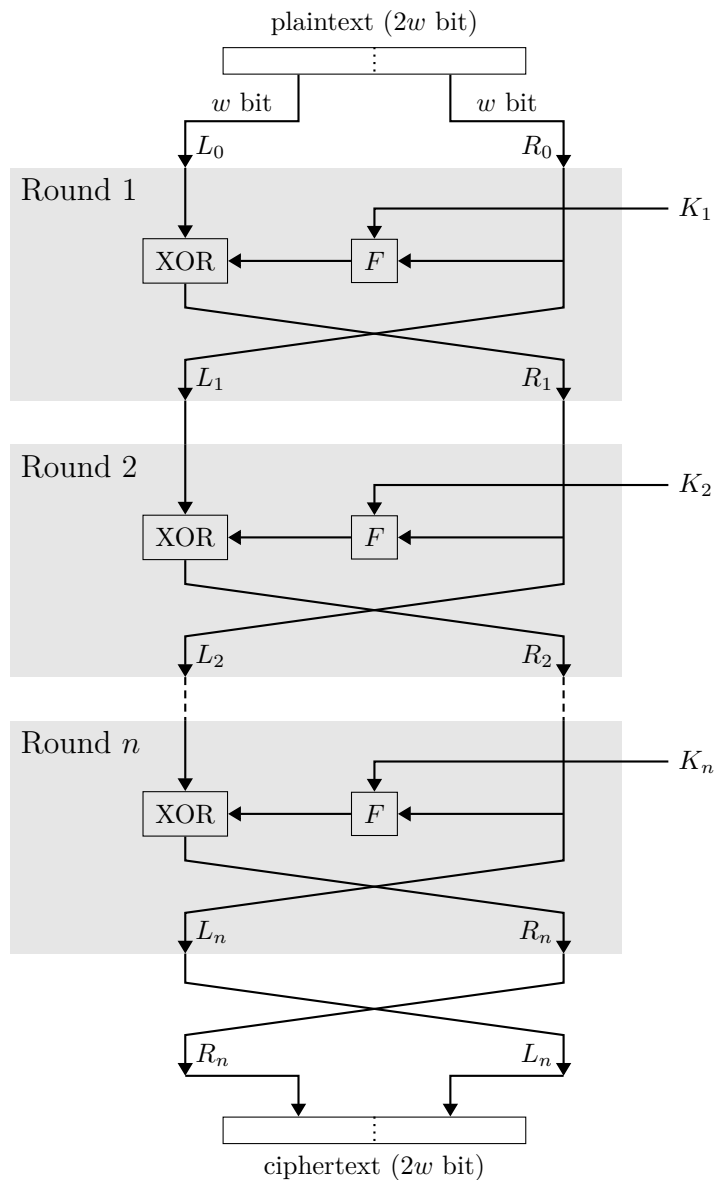 plaintext (2w bit)
w bit w bit
L₀ R₀
Round 1
K₁
XOR F
L₁ R₁
Round 2
K₂
XOR F
L₂ R₂
Round n
Kₙ
XOR F
Lₙ Rₙ
Rₙ Lₙ
ciphertext (2w bit)